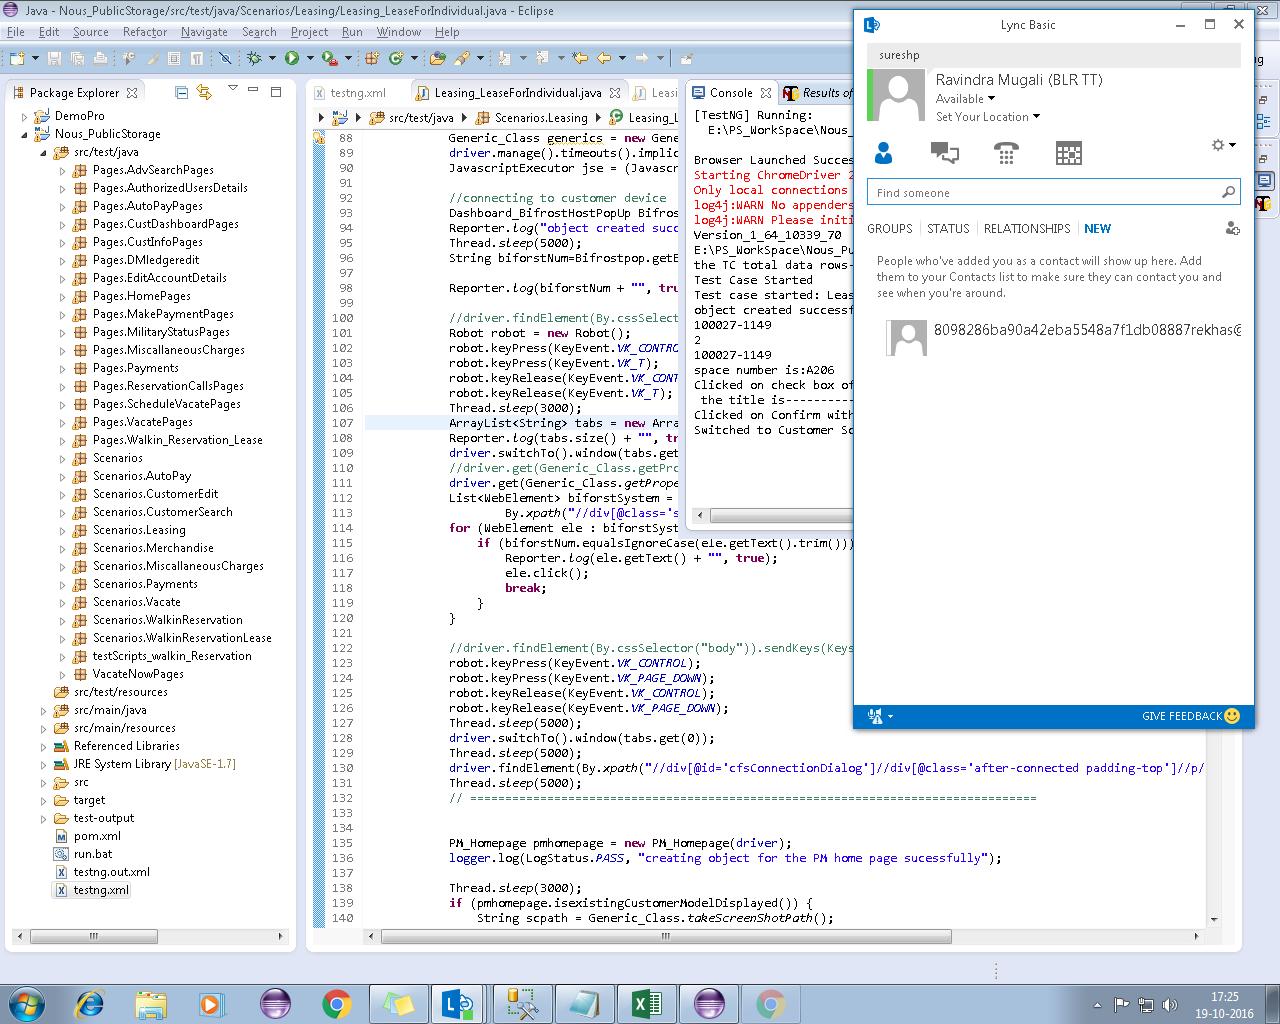 Java - Nous_PublicStorage/src/test/java/Scenarios/Leasing/Leasing_LeaseForIndividual.java - Eclipse
File Edit Source Refactor Navigate Search Project Run Window Help
Package Explorer
DemoPro
Nous_PublicStorage
src/test/java
Pages.AdvSearchPages
Pages.AuthorizedUsersDetails
Pages.AutoPayPages
Pages.CustDashboardPages
Pages.CustInfoPages
Pages.DMledgeredit
Pages.EditAccountDetails
Pages.HomePages
Pages.MakePaymentPages
Pages.MilitaryStatusPages
Pages.MiscallaneousCharges
Pages.Payments
Pages.ReservationCallsPages
Pages.ScheduleVacatePages
Pages.VacatePages
Pages.Walkin_Reservation_Lease
Scenarios
Scenarios.AutoPay
Scenarios.CustomerEdit
Scenarios.CustomerSearch
Scenarios.Leasing
Scenarios.Merchandise
Scenarios.MiscallaneousCharges
Scenarios.Payments
Scenarios.Vacate
Scenarios.WalkinReservation
Scenarios.WalkinReservationLease
testScripts_walkin_Reservation
VacateNowPages
src/test/resources
src/main/java
src/main/resources
Referenced Libraries
JRE System Library [JavaSE-1.7]
src
target
test-output
pom.xml
run.bat
testng.out.xml
testng.xml
testng.xml Leasing_LeaseForIndividual.java Leasi
src/test/java Scenarios.Leasing Leasing_L
88 Generic_Class generics = new Gene
89 driver.manage().timeouts().implic
90 JavascriptExecutor jse = (Javascr
91
92 //connecting to customer device
93 Dashboard_BifrostHostPopUp Bifros
94 Reporter.log("object created succ
95 Thread.sleep(5000);
96 String biforstNum=Bifrostpop.getB
97
98 Reporter.log(biforstNum + "", tru
99
100 //driver.findElement(By.cssSelect
101 Robot robot = new Robot();
102 robot.keyPress(KeyEvent.VK_CONTRO
103 robot.keyPress(KeyEvent.VK_T);
104 robot.keyRelease(KeyEvent.VK_CONT
105 robot.keyRelease(KeyEvent.VK_T);
106 Thread.sleep(3000);
107 ArrayList<String> tabs = new Arra
108 Reporter.log(tabs.size() + "", tr
109 driver.switchTo().window(tabs.get
110 //driver.get(Generic_Class.getPro
111 driver.get(Generic_Class.getPrope
112 List<WebElement> biforstSystem =
113 By.xpath("//div[@class='s
114 for (WebElement ele : biforstSyst
115 if (biforstNum.equalsIgnoreCase(ele.getText().trim()))
116 Reporter.log(ele.getText() + "", true);
117 ele.click();
118 break;
119 }
120 }
121
122 //driver.findElement(By.cssSelector("body")).sendKeys(Keys
123 robot.keyPress(KeyEvent.VK_CONTROL);
124 robot.keyPress(KeyEvent.VK_PAGE_DOWN);
125 robot.keyRelease(KeyEvent.VK_CONTROL);
126 robot.keyRelease(KeyEvent.VK_PAGE_DOWN);
127 Thread.sleep(5000);
128 driver.switchTo().window(tabs.get(0));
129 Thread.sleep(5000);
130 driver.findElement(By.xpath("//div[@id='cfsConnectionDialog']//div[@class='after-connected padding-top']//p/
131 Thread.sleep(5000);
132 // =================================================================================
133
134
135 PM_Homepage pmhomepage = new PM_Homepage(driver);
136 logger.log(LogStatus.PASS, "creating object for the PM home page sucessfully");
137
138 Thread.sleep(3000);
139 if (pmhomepage.isexistingCustomerModelDisplayed()) {
140 String scpath = Generic_Class.takeScreenShotPath();
Console Results of
[TestNG] Running:
E:\PS_WorkSpace\Nous_
Browser Launched Succes
Starting ChromeDriver 2
Only local connections
log4j:WARN No appenders
log4j:WARN Please initi
Version_1_64_10339_70
E:\PS_WorkSpace\Nous_Pu
the TC total data rows-
Test Case Started
Test case started: Leas
object created successf
100027-1149
2
100027-1149
space number is:A206
Clicked on check box of
the title is----------
Clicked on Confirm with
Switched to Customer Sc
Lync Basic
sureshp
Ravindra Mugali (BLR TT)
Available
Set Your Location
Find someone
GROUPS STATUS RELATIONSHIPS NEW
People who've added you as a contact will show up here. Add
them to your Contacts list to make sure they can contact you and
see when you're around.
8098286ba90a42eba5548a7f1db08887rekhas@
GIVE FEEDBACK
17:25
19-10-2016